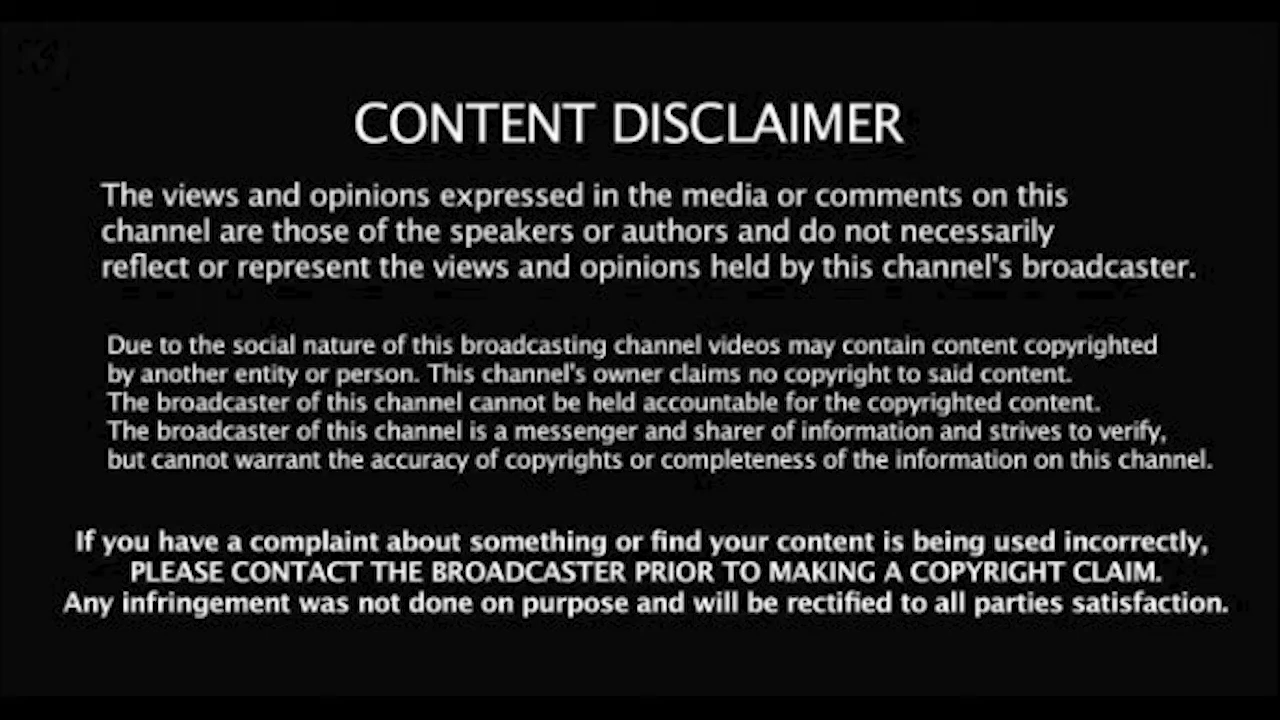 CONTENT DISCLAIMER
The views and opinions expressed in the media or comments on this
channel are those of the speakers or authors and do not necessarily
reflect or represent the views and opinions held by this channel's broadcaster.
Due to the social nature of this broadcasting channel videos may contain content copyrighted
by another entity or person. This channel's owner claims no copyright to said content.
The broadcaster of this channel cannot be held accountable for the copyrighted content.
The broadcaster of this channel is a messenger and sharer of information and strives to verify,
but cannot warrant the accuracy of copyrights or completeness of the information on this channel.
If you have a complaint about something or find your content is being used incorrectly,
PLEASE CONTACT THE BROADCASTER PRIOR TO MAKING A COPYRIGHT CLAIM.
Any infringement was not done on purpose and will be rectified to all parties satisfaction.